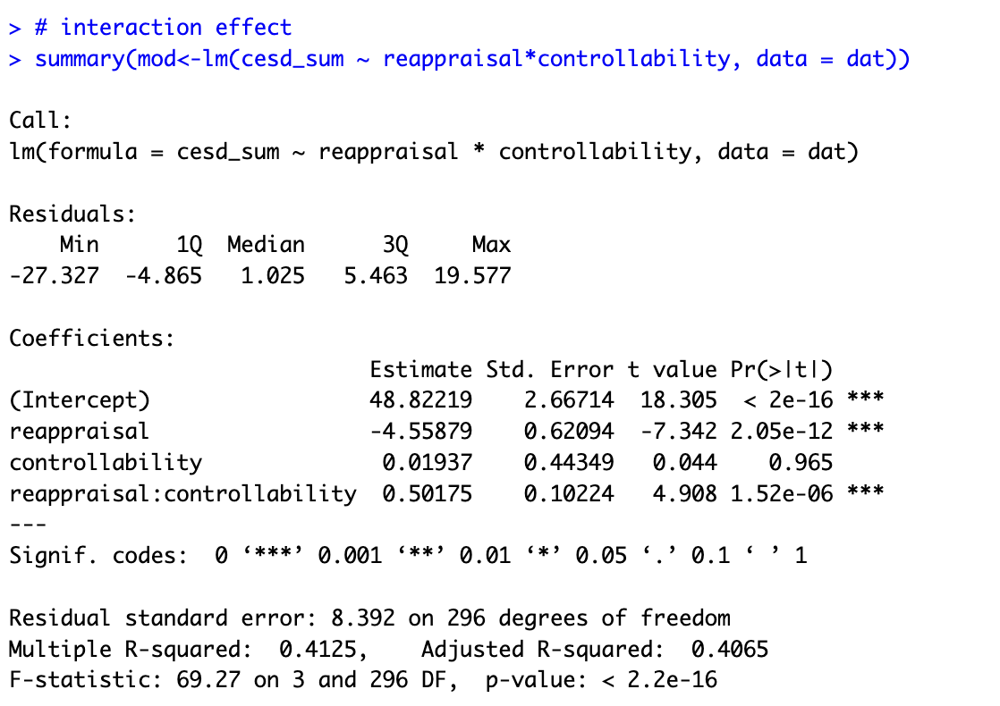 > # interaction effect
> summary(mod<-lm(cesd_sum ~ reappraisal*controllability, data = dat))
Call:
lm(formula = cesd_sum ~ reappraisal * controllability, data = dat)
Residuals:
    Min      1Q  Median      3Q     Max
-27.327  -4.865   1.025   5.463  19.577
Coefficients:
                            Estimate Std. Error t value Pr(>|t|)
(Intercept)                 48.82219    2.66714  18.305  < 2e-16 ***
reappraisal                 -4.55879    0.62094  -7.342 2.05e-12 ***
controllability              0.01937    0.44349   0.044    0.965
reappraisal:controllability  0.50175    0.10224   4.908 1.52e-06 ***
---
Signif. codes:  0 ‘***’ 0.001 ‘**’ 0.01 ‘*’ 0.05 ‘.’ 0.1 ‘ ’ 1
Residual standard error: 8.392 on 296 degrees of freedom
Multiple R-squared:  0.4125,    Adjusted R-squared:  0.4065
F-statistic: 69.27 on 3 and 296 DF,  p-value: < 2.2e-16